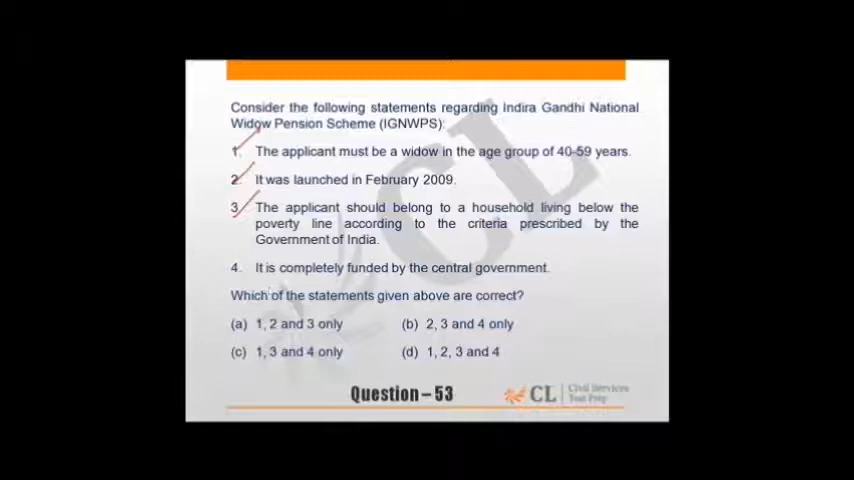 Consider the following statements regarding Indira Gandhi National
Widow Pension Scheme (IGNWPS):
1. The applicant must be a widow in the age group of 40-59 years.
2. It was launched in February 2009.
3. The applicant should belong to a household living below the
poverty line according to the criteria prescribed by the
Government of India.
4. It is completely funded by the central government.
Which of the statements given above are correct?
(a) 1, 2 and 3 only (b) 2, 3 and 4 only
(c) 1, 3 and 4 only (d) 1, 2, 3 and 4
Question – 53
CL Civil Services
Test Prep
CL